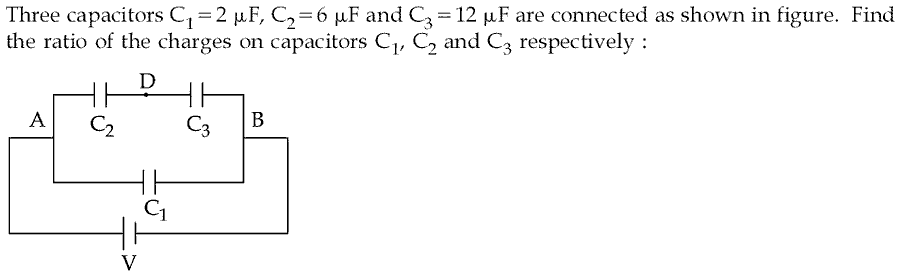 Three capacitors C₁=2 μF, C₂=6 μF and C₃=12 μF are connected as shown in figure. Find
the ratio of the charges on capacitors C₁, C₂ and C₃ respectively :
D
A C₂ C₃ B
C₁
V